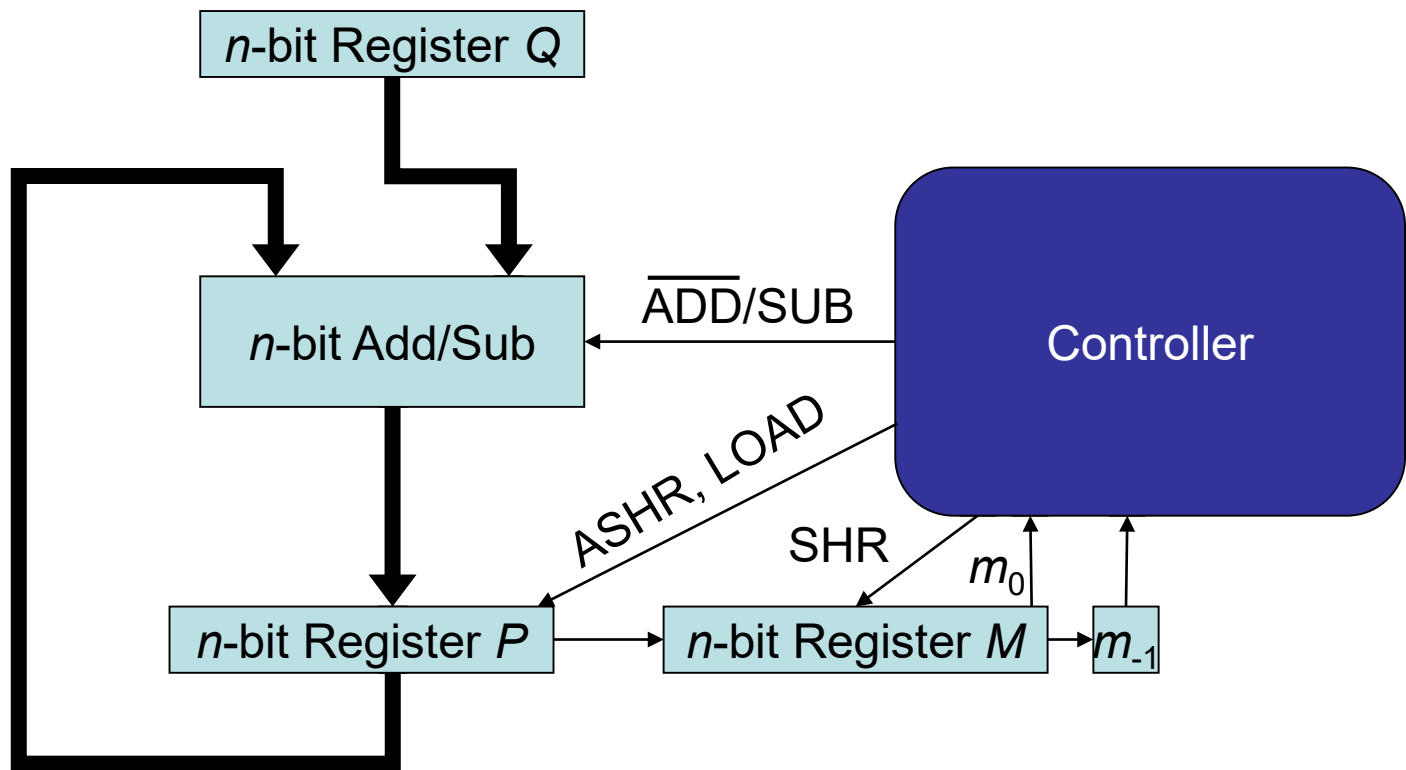 n-bit Register Q
ADD/SUB
n-bit Add/Sub
Controller
ASHR, LOAD
SHR
m0
n-bit Register P
n-bit Register M
m-1